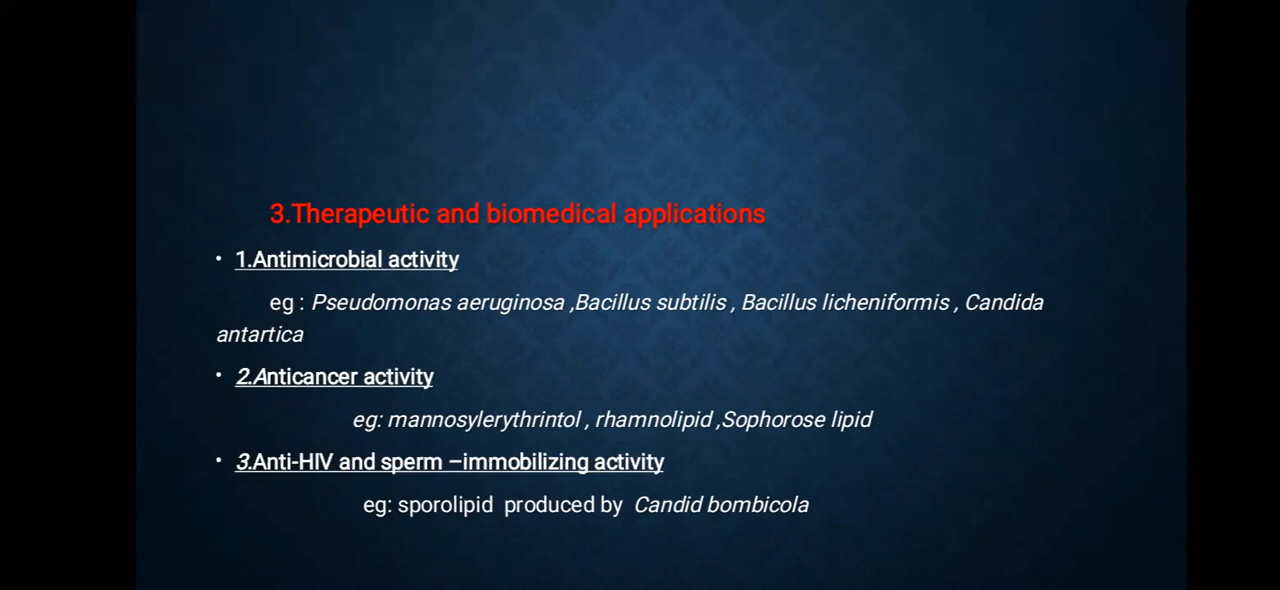 3.Therapeutic and biomedical applications
• 1.Antimicrobial activity
eg : Pseudomonas aeruginosa ,Bacillus subtilis , Bacillus licheniformis , Candida
antartica
• 2.Anticancer activity
eg: mannosylerythrintol , rhamnolipid ,Sophorose lipid
• 3.Anti-HIV and sperm –immobilizing activity
eg: sporolipid produced by Candid bombicola